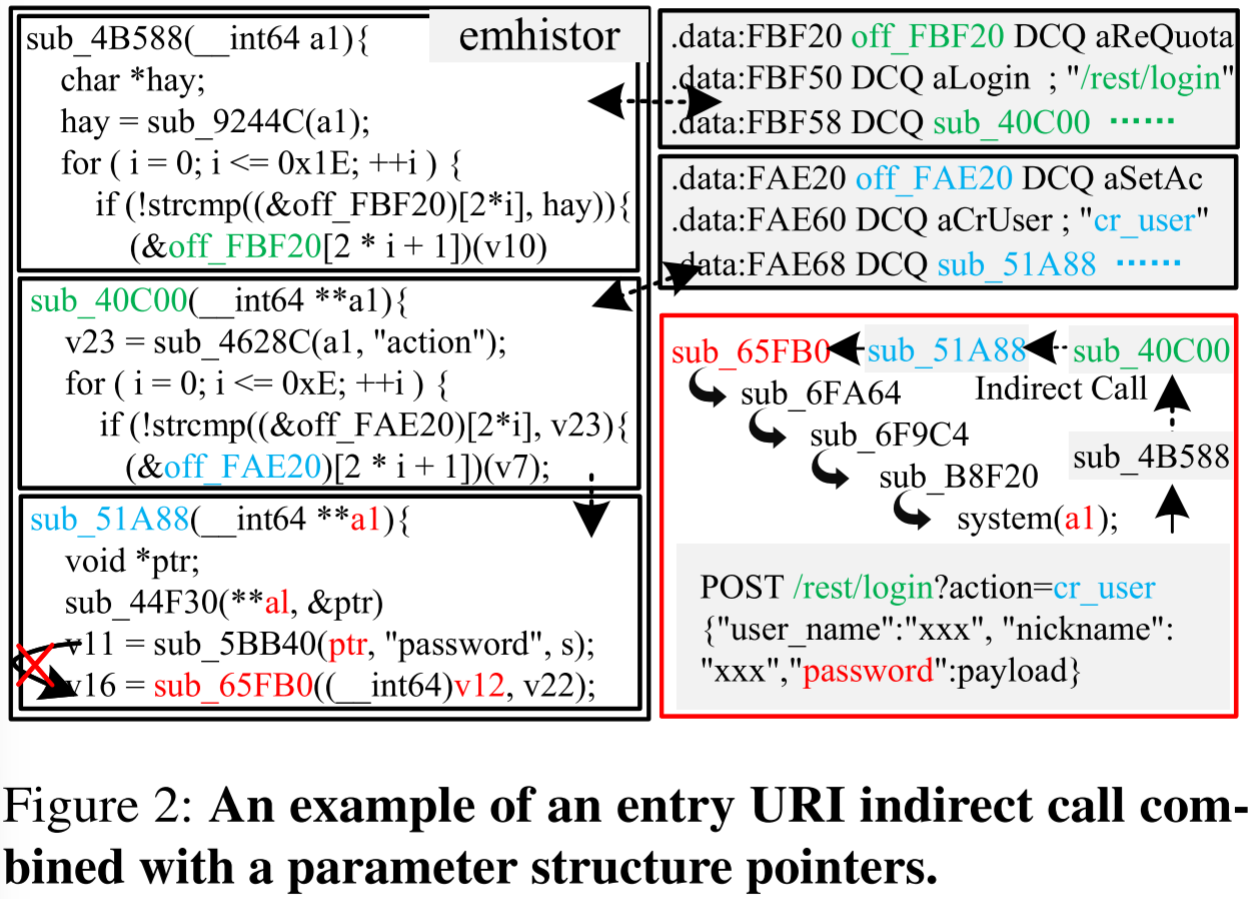 sub_4B588(__int64 a1){
emhistor
char *hay;
hay = sub_9244C(a1);
for ( i = 0; i <= 0x1E; ++i ) {
if (!strcmp((&off_FBF20)[2*i], hay)){
(&off_FBF20[2 * i + 1])(v10)
sub_40C00(__int64 **a1){
v23 = sub_4628C(a1, "action");
for ( i = 0; i <= 0xE; ++i ) {
if (!strcmp((&off_FAE20)[2*i], v23){
(&off_FAE20)[2 * i + 1])(v7);
sub_51A88(__int64 **a1){
void *ptr;
sub_44F30(**al, &ptr)
v11 = sub_5BB40(ptr, "password", s);
v16 = sub_65FB0((__int64)v12, v22);
.data:FBF20 off_FBF20 DCQ aReQuota
.data:FBF50 DCQ aLogin ; "/rest/login"
.data:FBF58 DCQ sub_40C00 ······
.data:FAE20 off_FAE20 DCQ aSetAc
.data:FAE60 DCQ aCrUser ; "cr_user"
.data:FAE68 DCQ sub_51A88 ······
sub_65FB0 sub_51A88 sub_40C00
sub_6FA64 Indirect Call
sub_6F9C4
sub_4B588
sub_B8F20
system(a1);
POST /rest/login?action=cr_user
{"user_name":"xxx", "nickname":
"xxx","password":payload}
Figure 2: An example of an entry URI indirect call com-
bined with a parameter structure pointers.